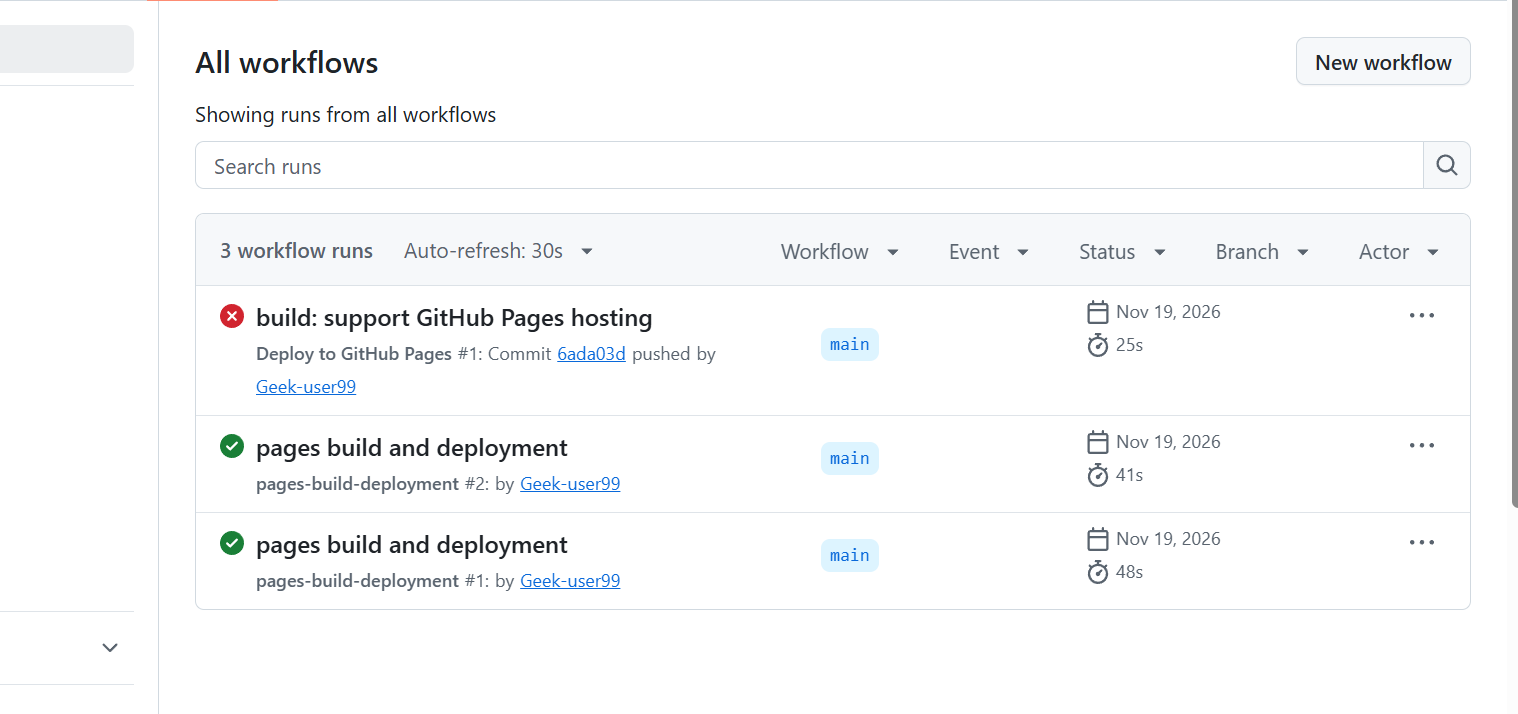 All workflows
New workflow
Showing runs from all workflows
Search runs
3 workflow runs Auto-refresh: 30s Workflow Event Status Branch Actor
build: support GitHub Pages hosting
Deploy to GitHub Pages #1: Commit 6ada03d pushed by
Geek-user99
main
Nov 19, 2026
25s
pages build and deployment
pages-build-deployment #2: by Geek-user99
main
Nov 19, 2026
41s
pages build and deployment
pages-build-deployment #1: by Geek-user99
main
Nov 19, 2026
48s